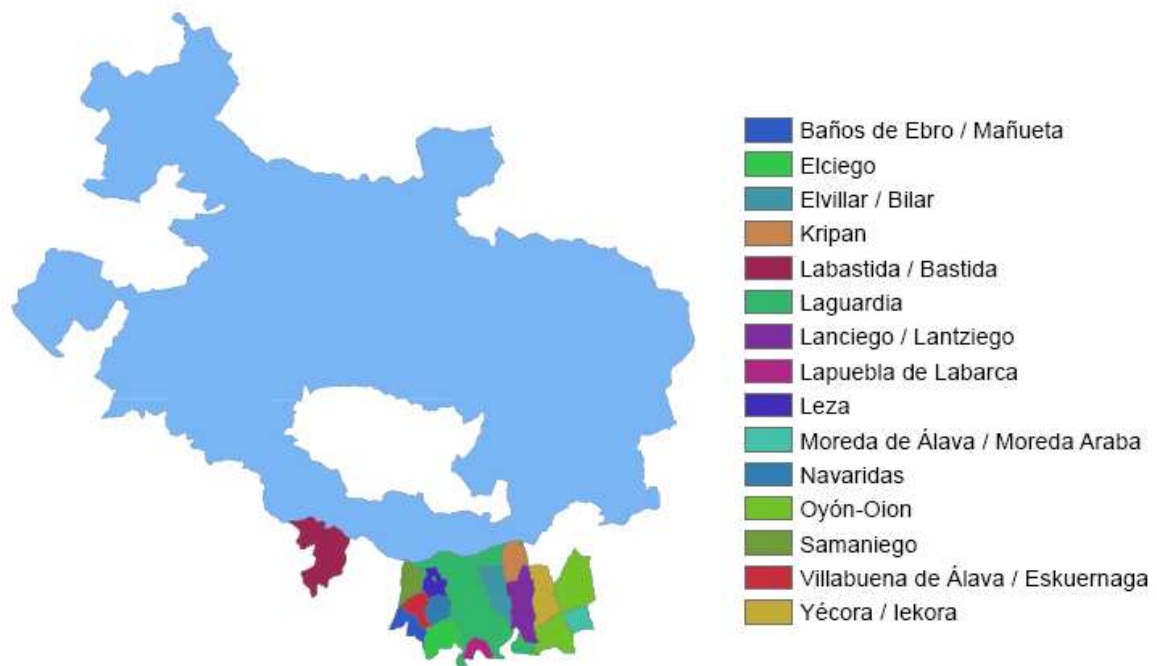 Baños de Ebro / Mañueta
Elciego
Elvillar / Bilar
Kripan
Labastida / Bastida
Laguardia
Lanciego / Lantziego
Lapuebla de Labarca
Leza
Moreda de Álava / Moreda Araba
Navaridas
Oyón-Oion
Samaniego
Villabuena de Álava / Eskuernaga
Yécora / Iekora